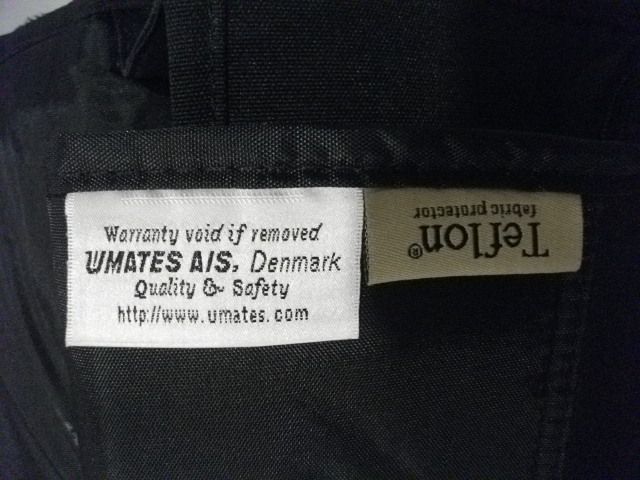 Warranty void if removed
UMATES A/S, Denmark
Quality & Safety
http://www.umates.com
Teflon®
fabric protector